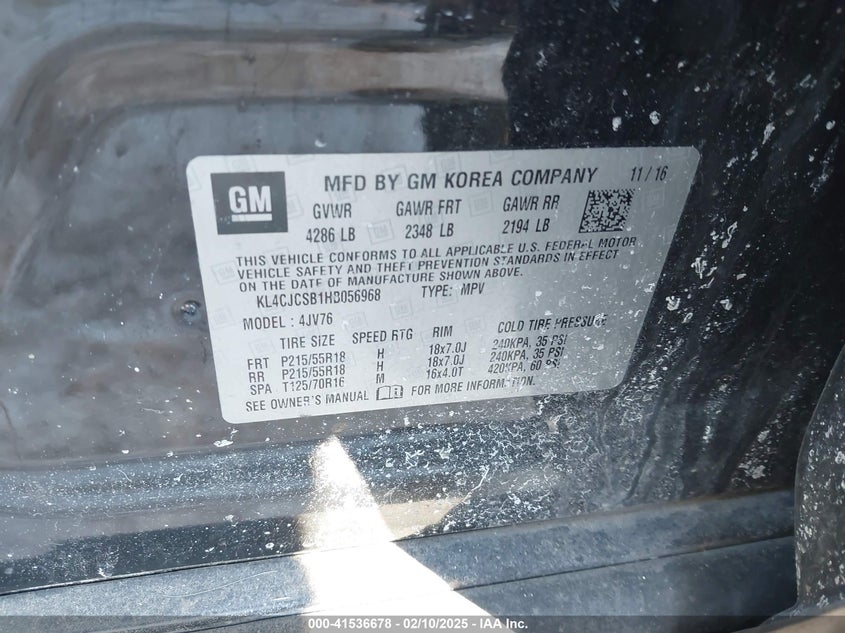 GM
MFD BY GM KOREA COMPANY 11/16
GVWR GAWR FRT GAWR RR
4286 LB 2348 LB 2194 LB
THIS VEHICLE CONFORMS TO ALL APPLICABLE U.S. FEDERAL MOTOR
VEHICLE SAFETY AND THEFT PREVENTION STANDARDS IN EFFECT
ON THE DATE OF MANUFACTURE SHOWN ABOVE.
KL4CJCSB1HB056968 TYPE: MPV
MODEL: 4JV76
TIRE SIZE SPEED RTG RIM COLD TIRE PRESSURE
FRT P215/55R18 H 18x7.0J 240KPA, 35 PSI
RR P215/55R18 H 18x7.0J 240KPA, 35 PSI
SPA T125/70R16 M 16x4.0T 420KPA, 60 PSI
SEE OWNER'S MANUAL FOR MORE INFORMATION.
000-41536678 - 02/10/2025 - IAA Inc.